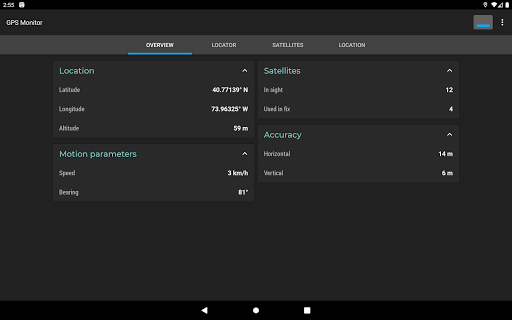 2:55
GPS Monitor
OVERVIEW LOCATOR SATELLITES LOCATION
Location
Latitude 40.77139° N
Longitude 73.96325° W
Altitude 59 m
Motion parameters
Speed 3 km/h
Bearing 81°
Satellites
In sight 12
Used in fix 4
Accuracy
Horizontal 14 m
Vertical 6 m